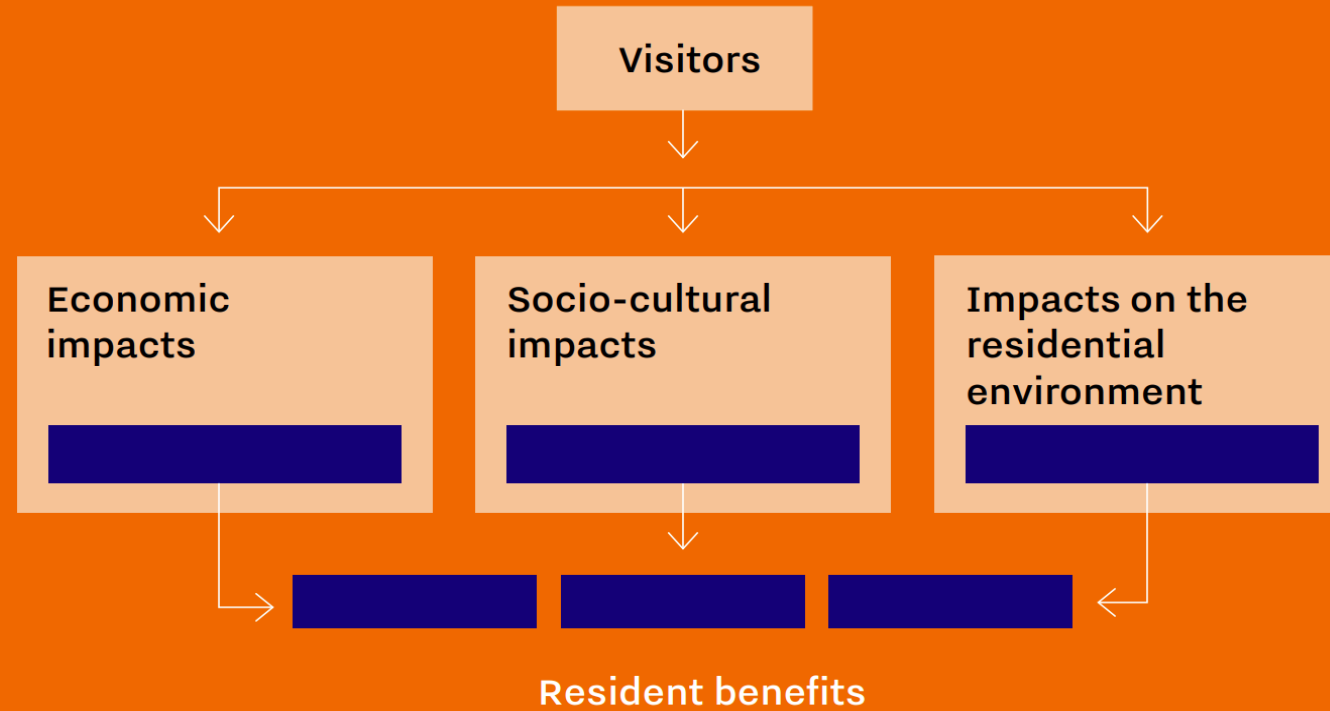 Visitors
Economic
impacts
Socio-cultural
impacts
Impacts on the
residential
environment
Resident benefits